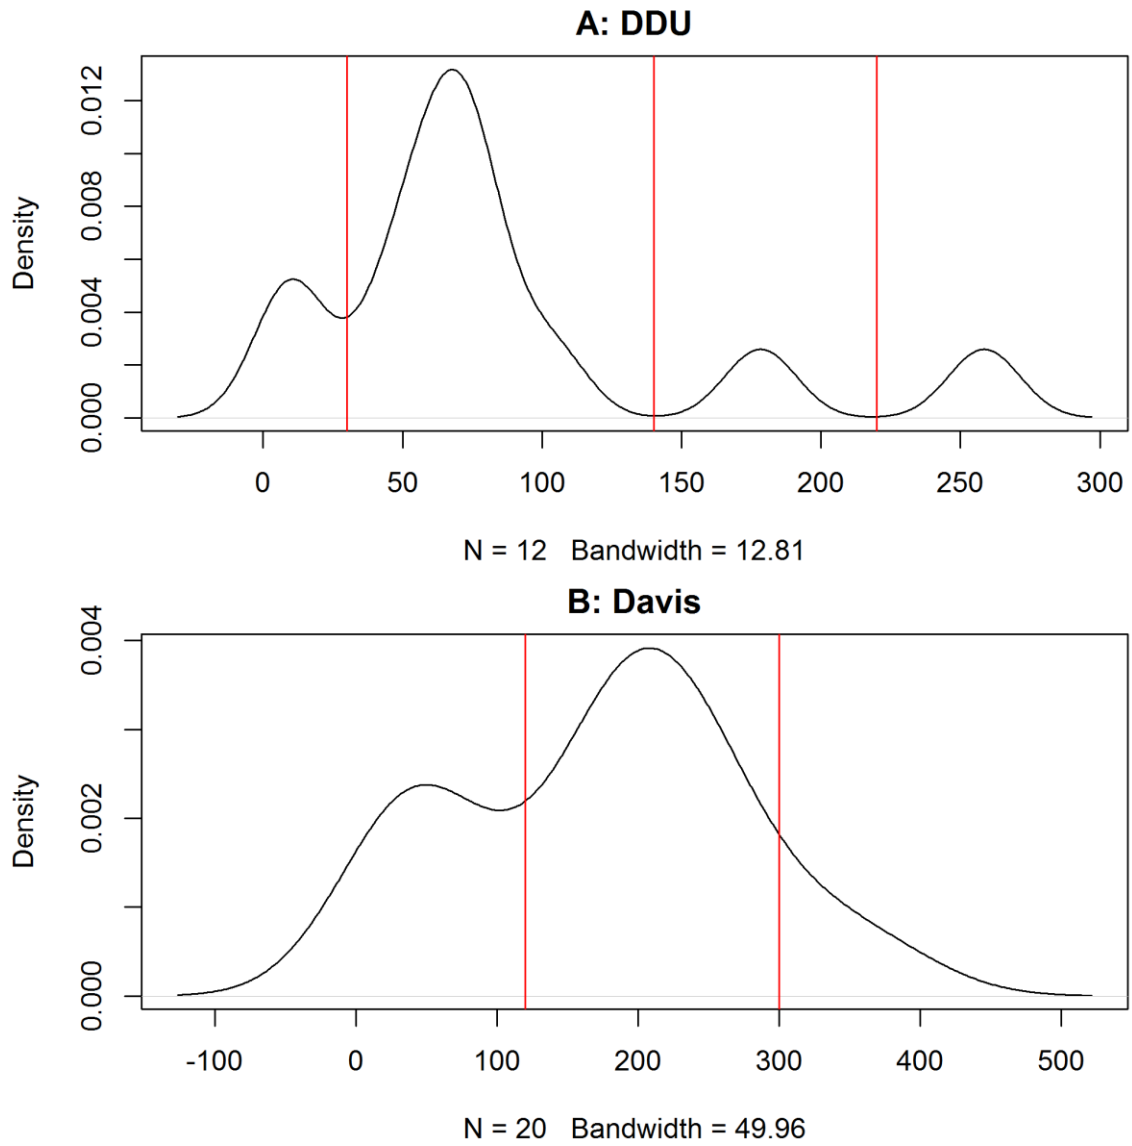 A: DDU
Density
0.000
0.004
0.008
0.012
0 50 100 150 200 250 300
N = 12 Bandwidth = 12.81
B: Davis
Density
0.000
0.002
0.004
-100 0 100 200 300 400 500
N = 20 Bandwidth = 49.96